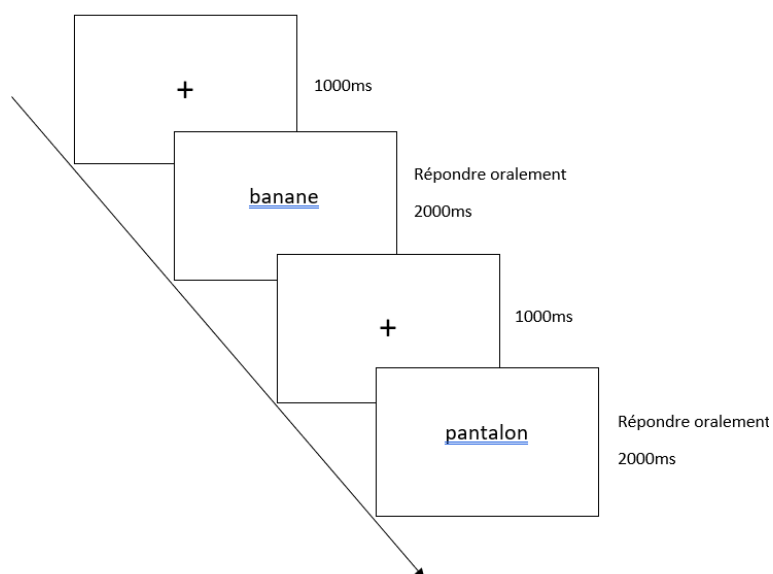 +
1000ms
banane
Répondre oralement
2000ms
+
1000ms
pantalon
Répondre oralement
2000ms